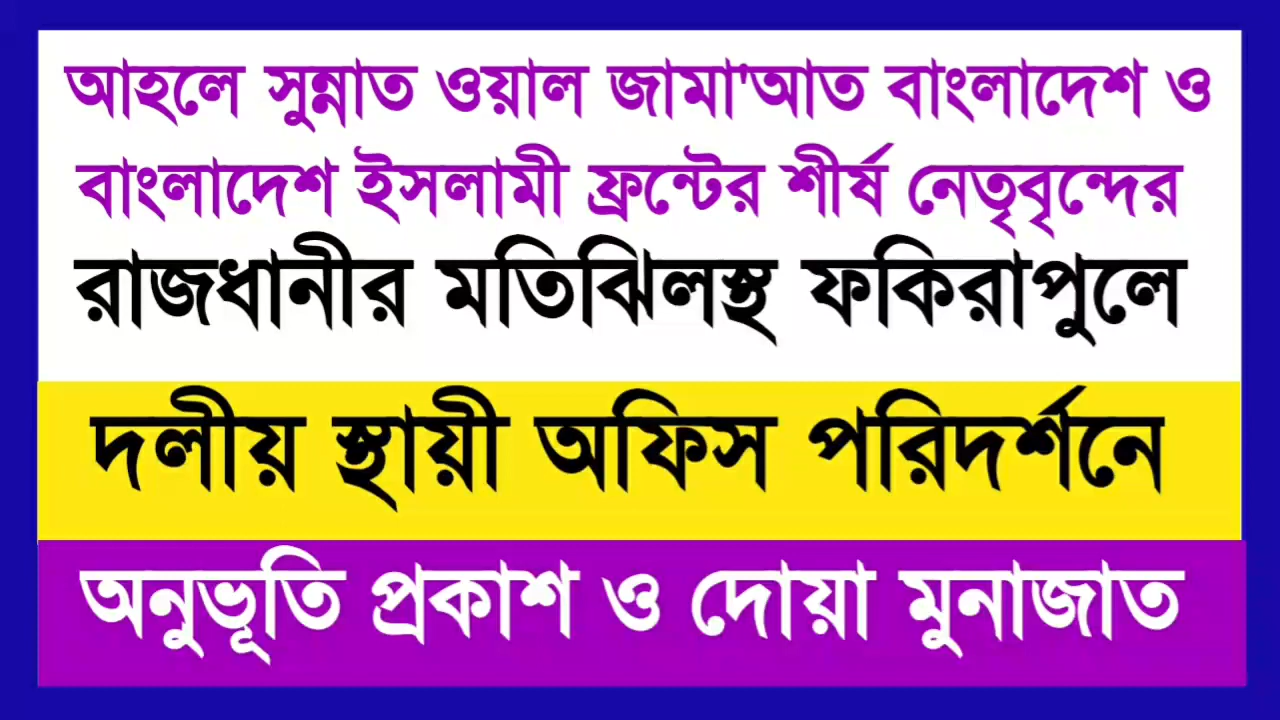 আহলে সুন্নাত ওয়াল জামা'আত বাংলাদেশ ও
বাংলাদেশ ইসলামী ফ্রন্টের শীর্ষ নেতৃবৃন্দের
রাজধানীর মতিঝিলস্থ ফকিরাপুলে
দলীয় স্থায়ী অফিস পরিদর্শনে
অনুভূতি প্রকাশ ও দোয়া মুনাজাত